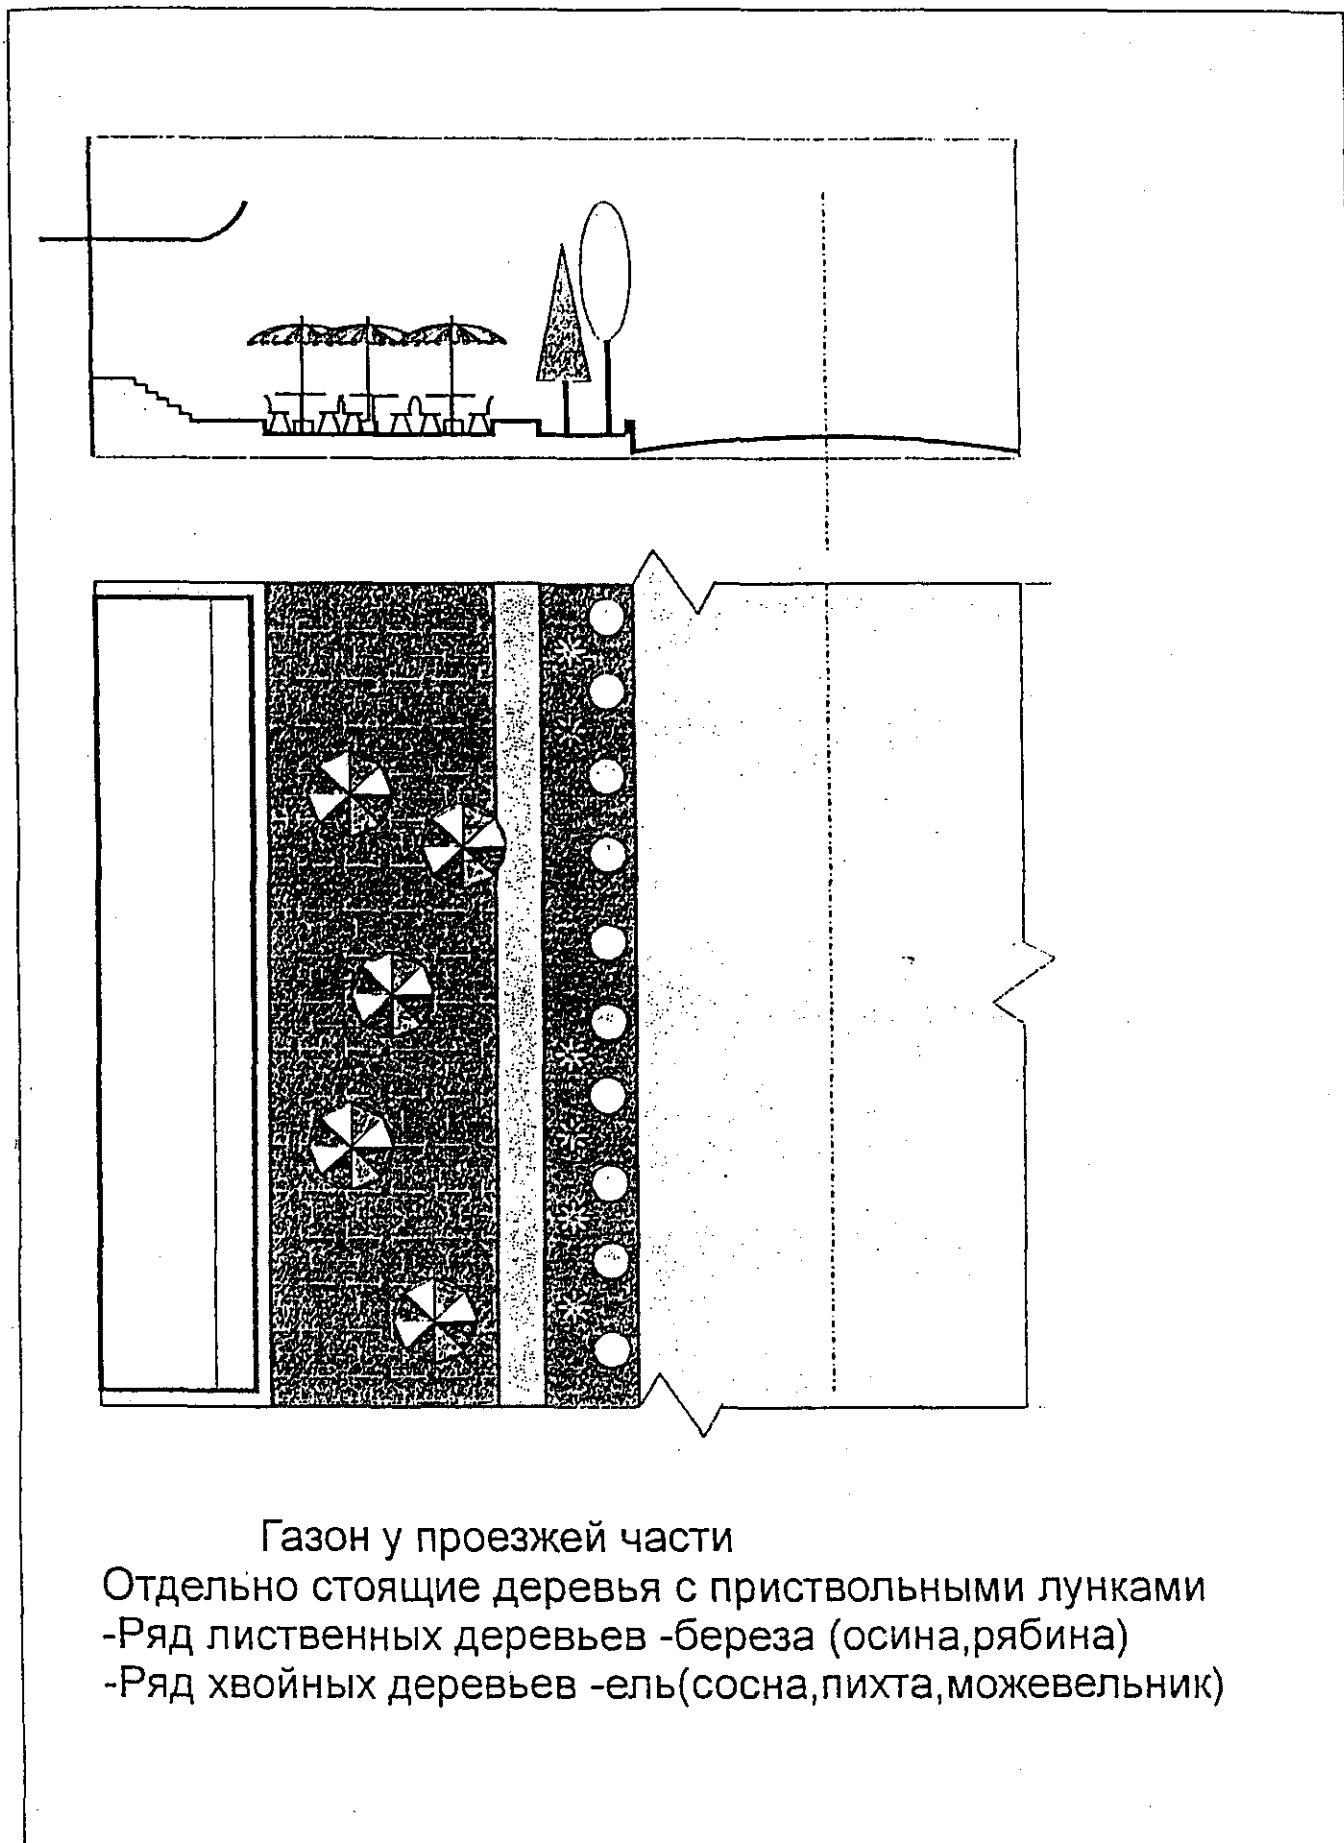 Газон у проезжей части
Отдельно стоящие деревья с приствольными лунками
-Ряд лиственных деревьев -береза (осина,рябина)
-Ряд хвойных деревьев -ель(сосна,пихта,можевельник)